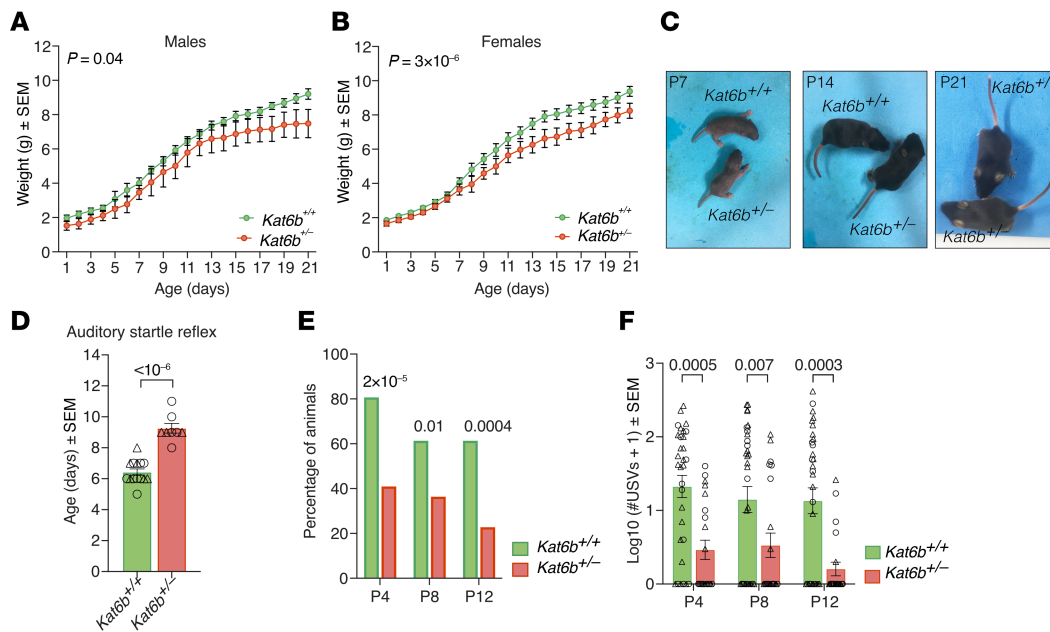 A
Males
P = 0.04
Weight (g) ± SEM
12
10
8
6
4
2
0
Kat6b+/+
Kat6b+/–
1 3 5 7 9 11 13 15 17 19 21
Age (days)
B
Females
P = 3×10−6
Weight (g) ± SEM
12
10
8
6
4
2
0
Kat6b+/+
Kat6b+/–
1 3 5 7 9 11 13 15 17 19 21
Age (days)
C
P7
Kat6b+/+
Kat6b+/–
P14
Kat6b+/+
Kat6b+/–
P21
Kat6b+/
Kat6b+/–
D
Auditory startle reflex
Age (days) ± SEM
14
12
10
8
6
4
2
0
<10−6
Kat6b+/+
Kat6b+/–
E
Percentage of animals
100
80
60
40
20
0
2×10−5
0.01
0.0004
P4 P8 P12
Kat6b+/+
Kat6b+/–
F
Log10 (#USVs + 1) ± SEM
3
2
1
0
0.0005 0.007 0.0003
P4 P8 P12
Kat6b+/+
Kat6b+/–